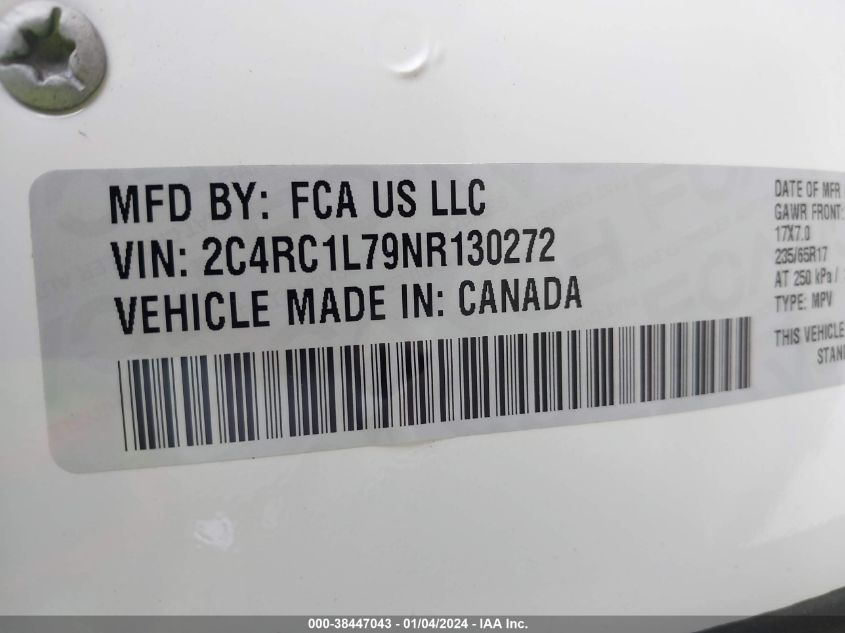 MFD BY: FCA US LLC
VIN: 2C4RC1L79NR130272
VEHICLE MADE IN: CANADA
DATE OF MFR
GAWR FRONT:
17X7.0
235/65R17
AT 250 kPa /
TYPE: MPV
THIS VEHICLE
000-38447043 - 01/04/2024 - IAA Inc.